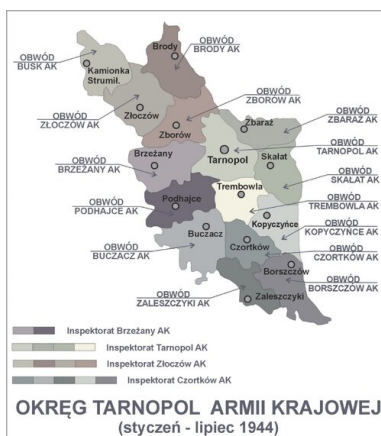 OBWÓD
BRODY AK
OBWÓD
BUSK AK
Brody
Kamionka
Strumił.
OBWÓD
ZŁOCZÓW AK
Złoczów
OBWÓD
ZBORÓW AK
Zborów
Zbaraż
OBWÓD
ZBARAŻ AK
Brzeżany
OBWÓD
BRZEŻANY AK
Tarnopol
OBWÓD
TARNOPOL AK
Skałat
OBWÓD
SKAŁAT AK
Trembowla
OBWÓD
TREMBOWLA AK
Podhajce
OBWÓD
PODHAJCE AK
Kopyczyńce
OBWÓD
KOPYCZYNCE AK
Buczacz
OBWÓD
BUCZACZ AK
Czortków
OBWÓD
CZORTKÓW AK
Borszczów
OBWÓD
BORSZCZÓW AK
OBWÓD
ZALESZCZYKI AK
Zaleszczyki
Inspektorat Brzeżany AK
Inspektorat Tarnopol AK
Inspektorat Złoczów AK
Inspektorat Czortków AK
OKRĘG TARNOPOL ARMII KRAJOWEJ
(styczeń - lipiec 1944)